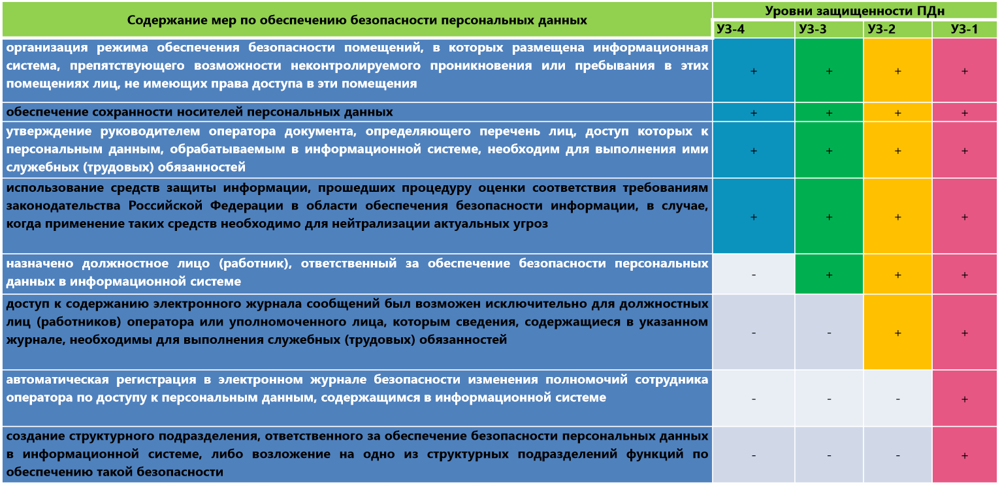 Содержание мер по обеспечению безопасности персональных данных
Уровни защищенности ПДн
УЗ-4 УЗ-3 УЗ-2 УЗ-1
организация режима обеспечения безопасности помещений, в которых размещена информационная
система, препятствующего возможности неконтролируемого проникновения или пребывания в этих
помещениях лиц, не имеющих права доступа в эти помещения
+ + + +
обеспечение сохранности носителей персональных данных
+ + + +
утверждение руководителем оператора документа, определяющего перечень лиц, доступ которых к
персональным данным, обрабатываемым в информационной системе, необходим для выполнения ими
служебных (трудовых) обязанностей
+ + + +
использование средств защиты информации, прошедших процедуру оценки соответствия требованиям
законодательства Российской Федерации в области обеспечения безопасности информации, в случае,
когда применение таких средств необходимо для нейтрализации актуальных угроз
+ + + +
назначено должностное лицо (работник), ответственный за обеспечение безопасности персональных
данных в информационной системе
- + + +
доступ к содержанию электронного журнала сообщений был возможен исключительно для должностных
лиц (работников) оператора или уполномоченного лица, которым сведения, содержащиеся в указанном
журнале, необходимы для выполнения служебных (трудовых) обязанностей
- - + +
автоматическая регистрация в электронном журнале безопасности изменения полномочий сотрудника
оператора по доступу к персональным данным, содержащимся в информационной системе
- - - +
создание структурного подразделения, ответственного за обеспечение безопасности персональных данных
в информационной системе, либо возложение на одно из структурных подразделений функций по
обеспечению такой безопасности
- - - +